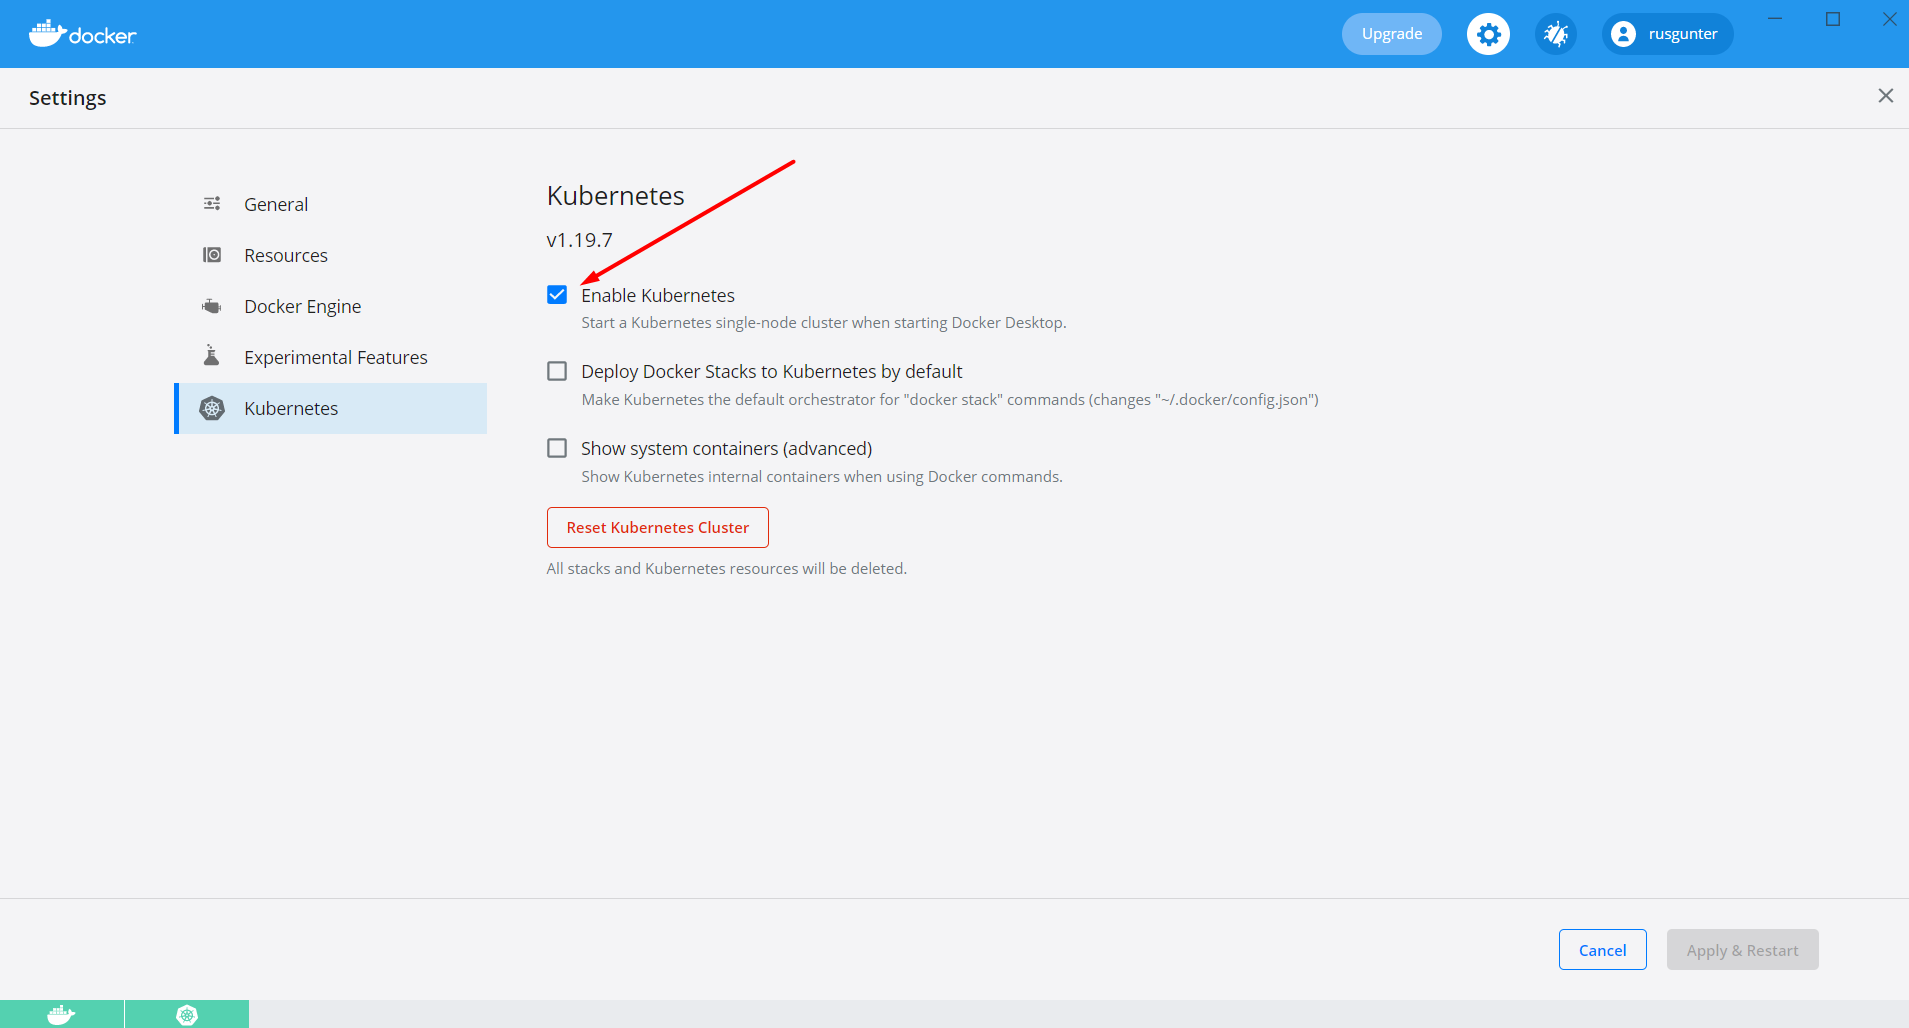 docker
Upgrade
rusgunter
Settings
General
Resources
Docker Engine
Experimental Features
Kubernetes
Kubernetes
v1.19.7
Enable Kubernetes
Start a Kubernetes single-node cluster when starting Docker Desktop.
Deploy Docker Stacks to Kubernetes by default
Make Kubernetes the default orchestrator for "docker stack" commands (changes "~/.docker/config.json")
Show system containers (advanced)
Show Kubernetes internal containers when using Docker commands.
Reset Kubernetes Cluster
All stacks and Kubernetes resources will be deleted.
Cancel
Apply & Restart